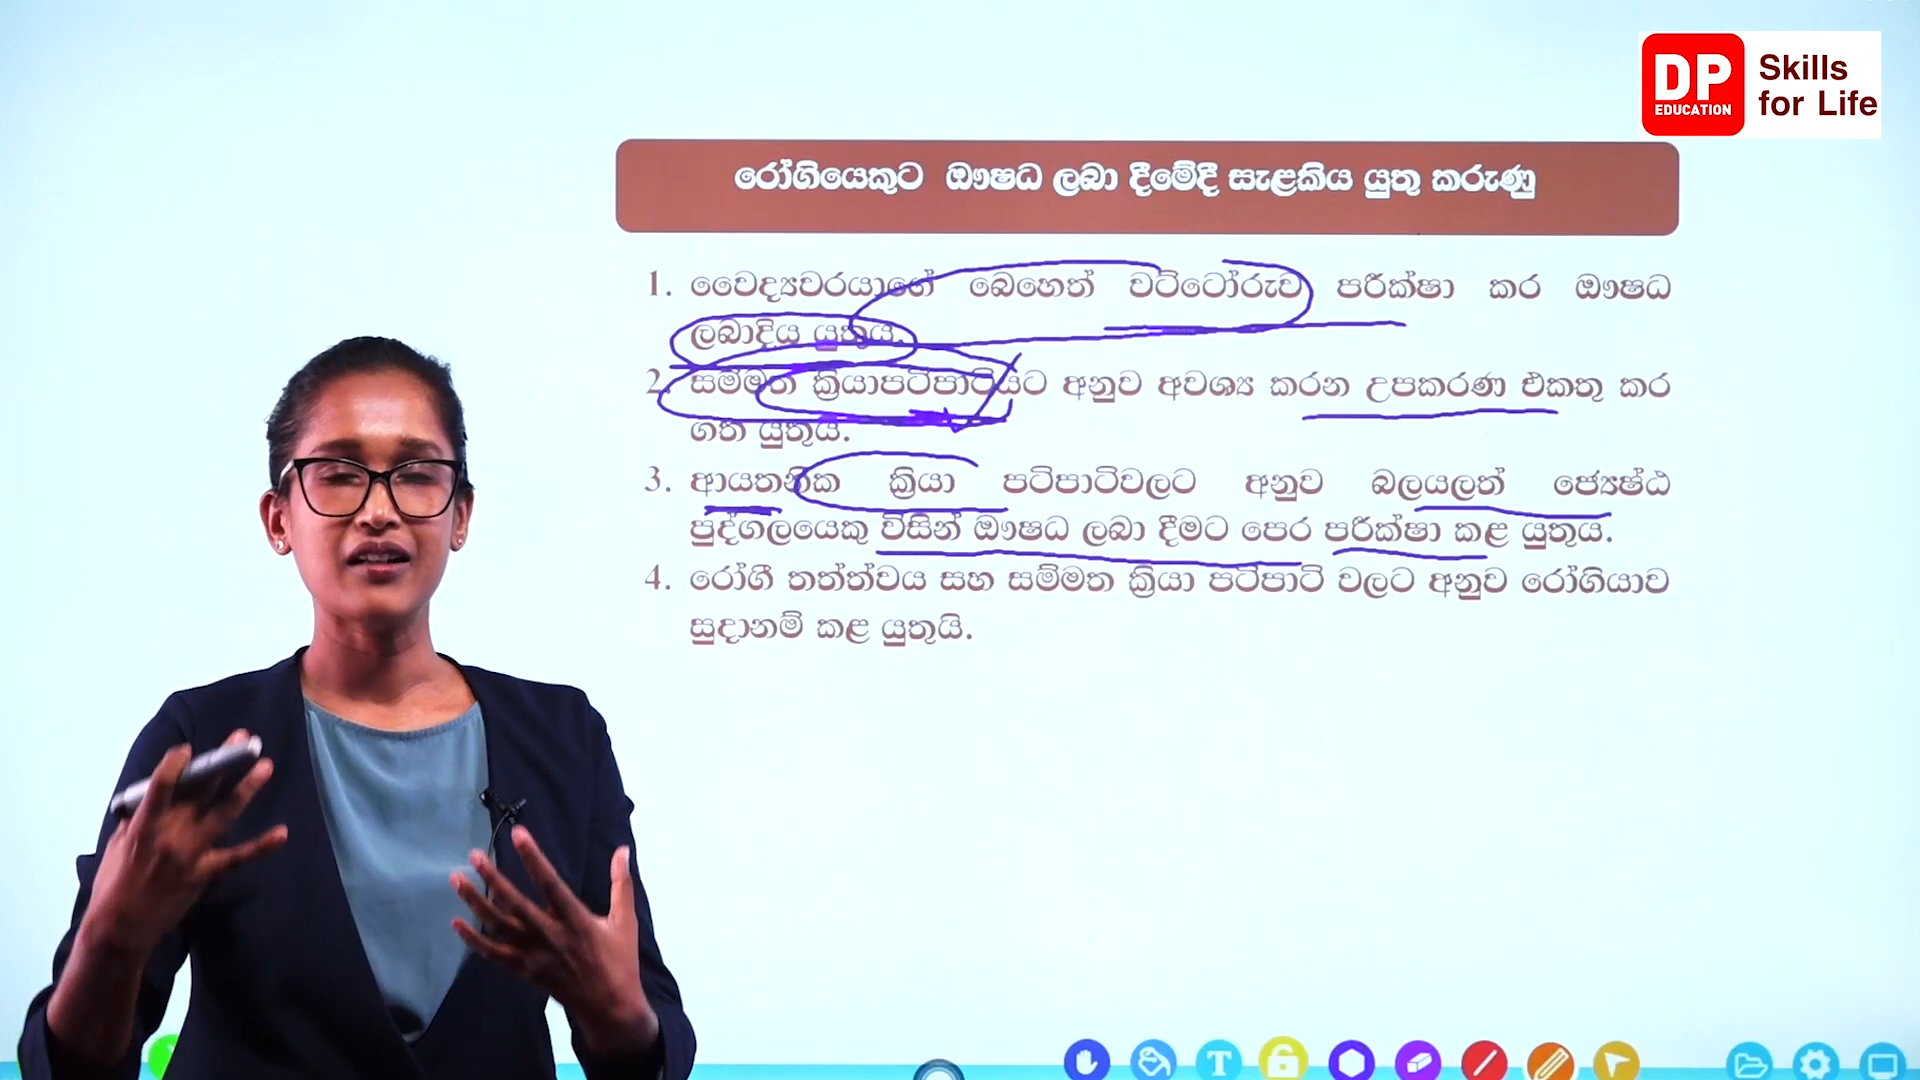 DP
EDUCATION
Skills
for Life
රෝගියෙකුට ඖෂධ ලබා දීමේදී සැළකිය යුතු කරුණු
1. වෛද්‍යවරයාගේ බෙහෙත් වට්ටෝරුව පරීක්ෂා කර ඖෂධ
ලබාදිය යුතුය.
2. සම්මත ක්‍රියාපටිපාටියට අනුව අවශ්‍ය කරන උපකරණ එකතු කර
ගත යුතුය.
3. ආයතනික ක්‍රියා පටිපාටිවලට අනුව බලයලත් ජ්‍යෙෂ්ඨ
පුද්ගලයෙකු විසින් ඖෂධ ලබා දීමට පෙර පරීක්ෂා කළ යුතුය.
4. රෝගී තත්ත්වය සහ සම්මත ක්‍රියා පටිපාටි වලට අනුව රෝගියාව
සුදානම් කළ යුතුයි.